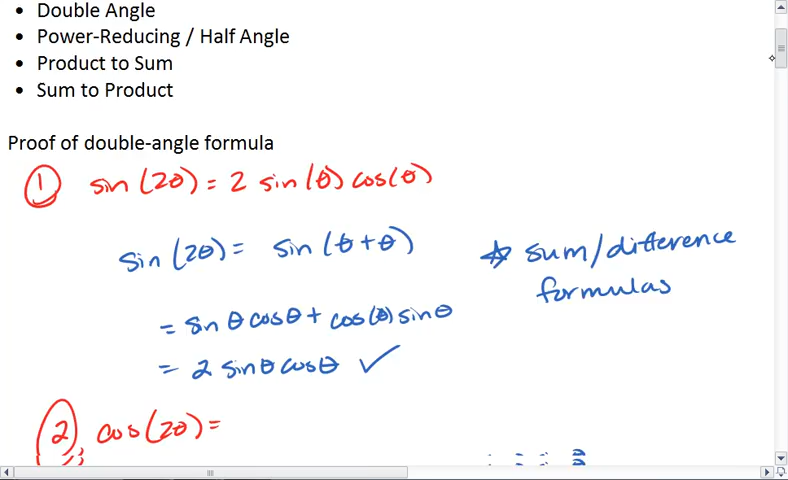 • Double Angle
• Power-Reducing / Half Angle
• Product to Sum
• Sum to Product
Proof of double-angle formula
① sin(2θ) = 2 sin(θ) cos(θ)
sin(2θ) = sin(θ+θ) ☆ sum/difference
formulas
= sin θ cosθ + cos(θ) sinθ
= 2 sinθ cosθ ✓
② cos(2θ) =